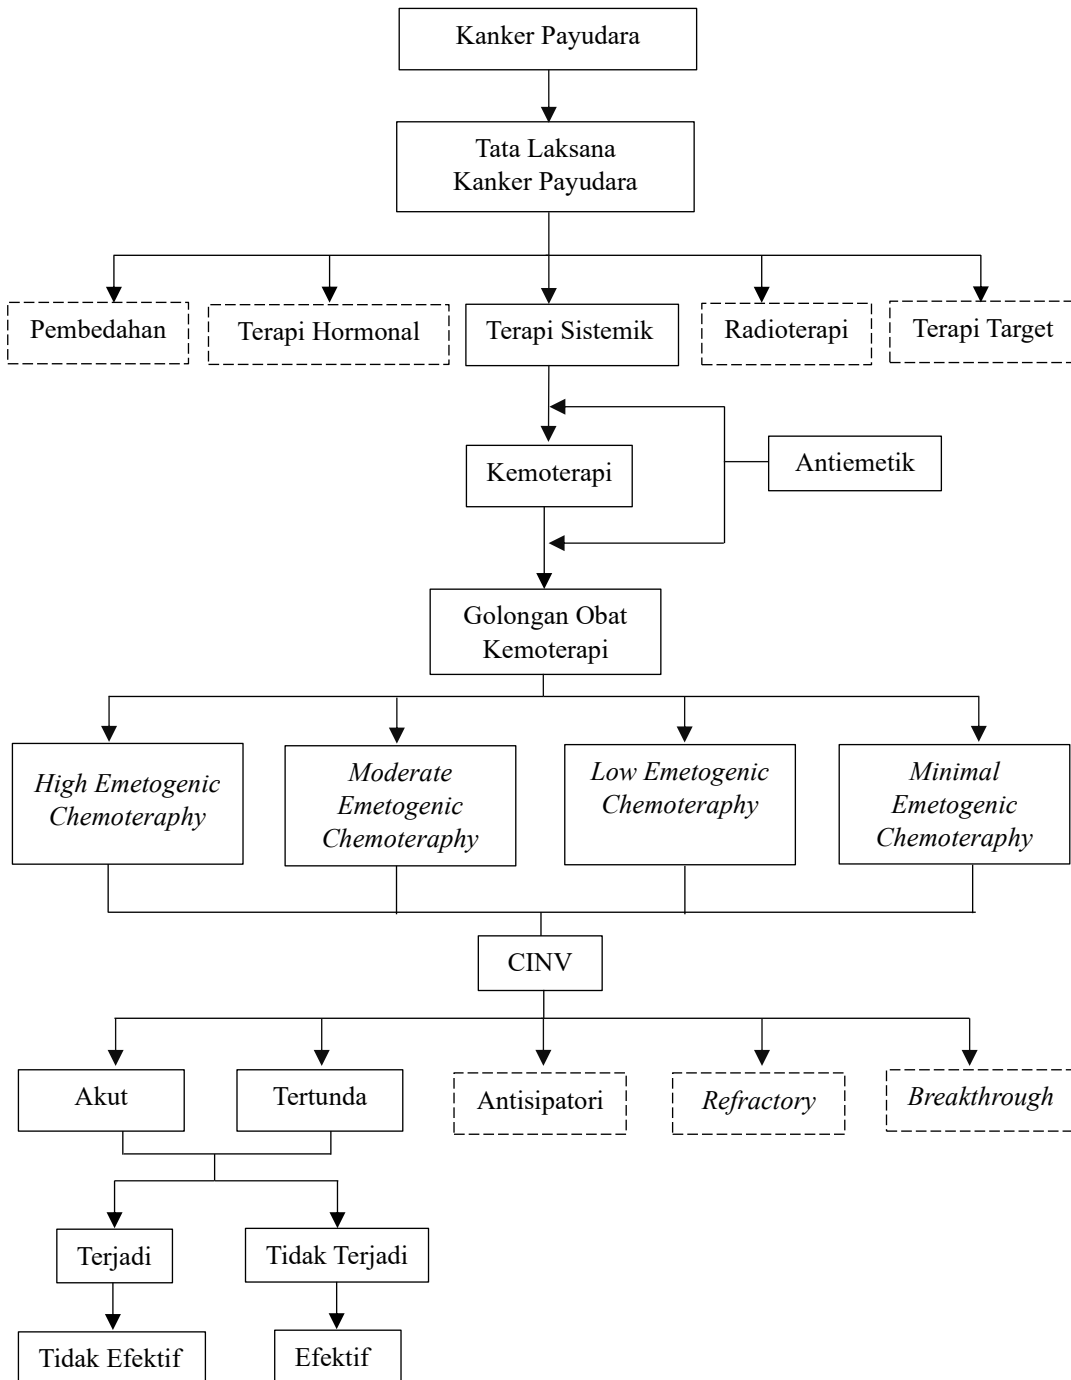 Kanker Payudara
Tata Laksana
Kanker Payudara
Pembedahan
Terapi Hormonal
Terapi Sistemik
Radioterapi
Terapi Target
Kemoterapi
Antiemetik
Golongan Obat
Kemoterapi
High Emetogenic
Chemoteraphy
Moderate
Emetogenic
Chemoteraphy
Low Emetogenic
Chemoteraphy
Minimal
Emetogenic
Chemoteraphy
CINV
Akut
Tertunda
Antisipatori
Refractory
Breakthrough
Terjadi
Tidak Terjadi
Tidak Efektif
Efektif